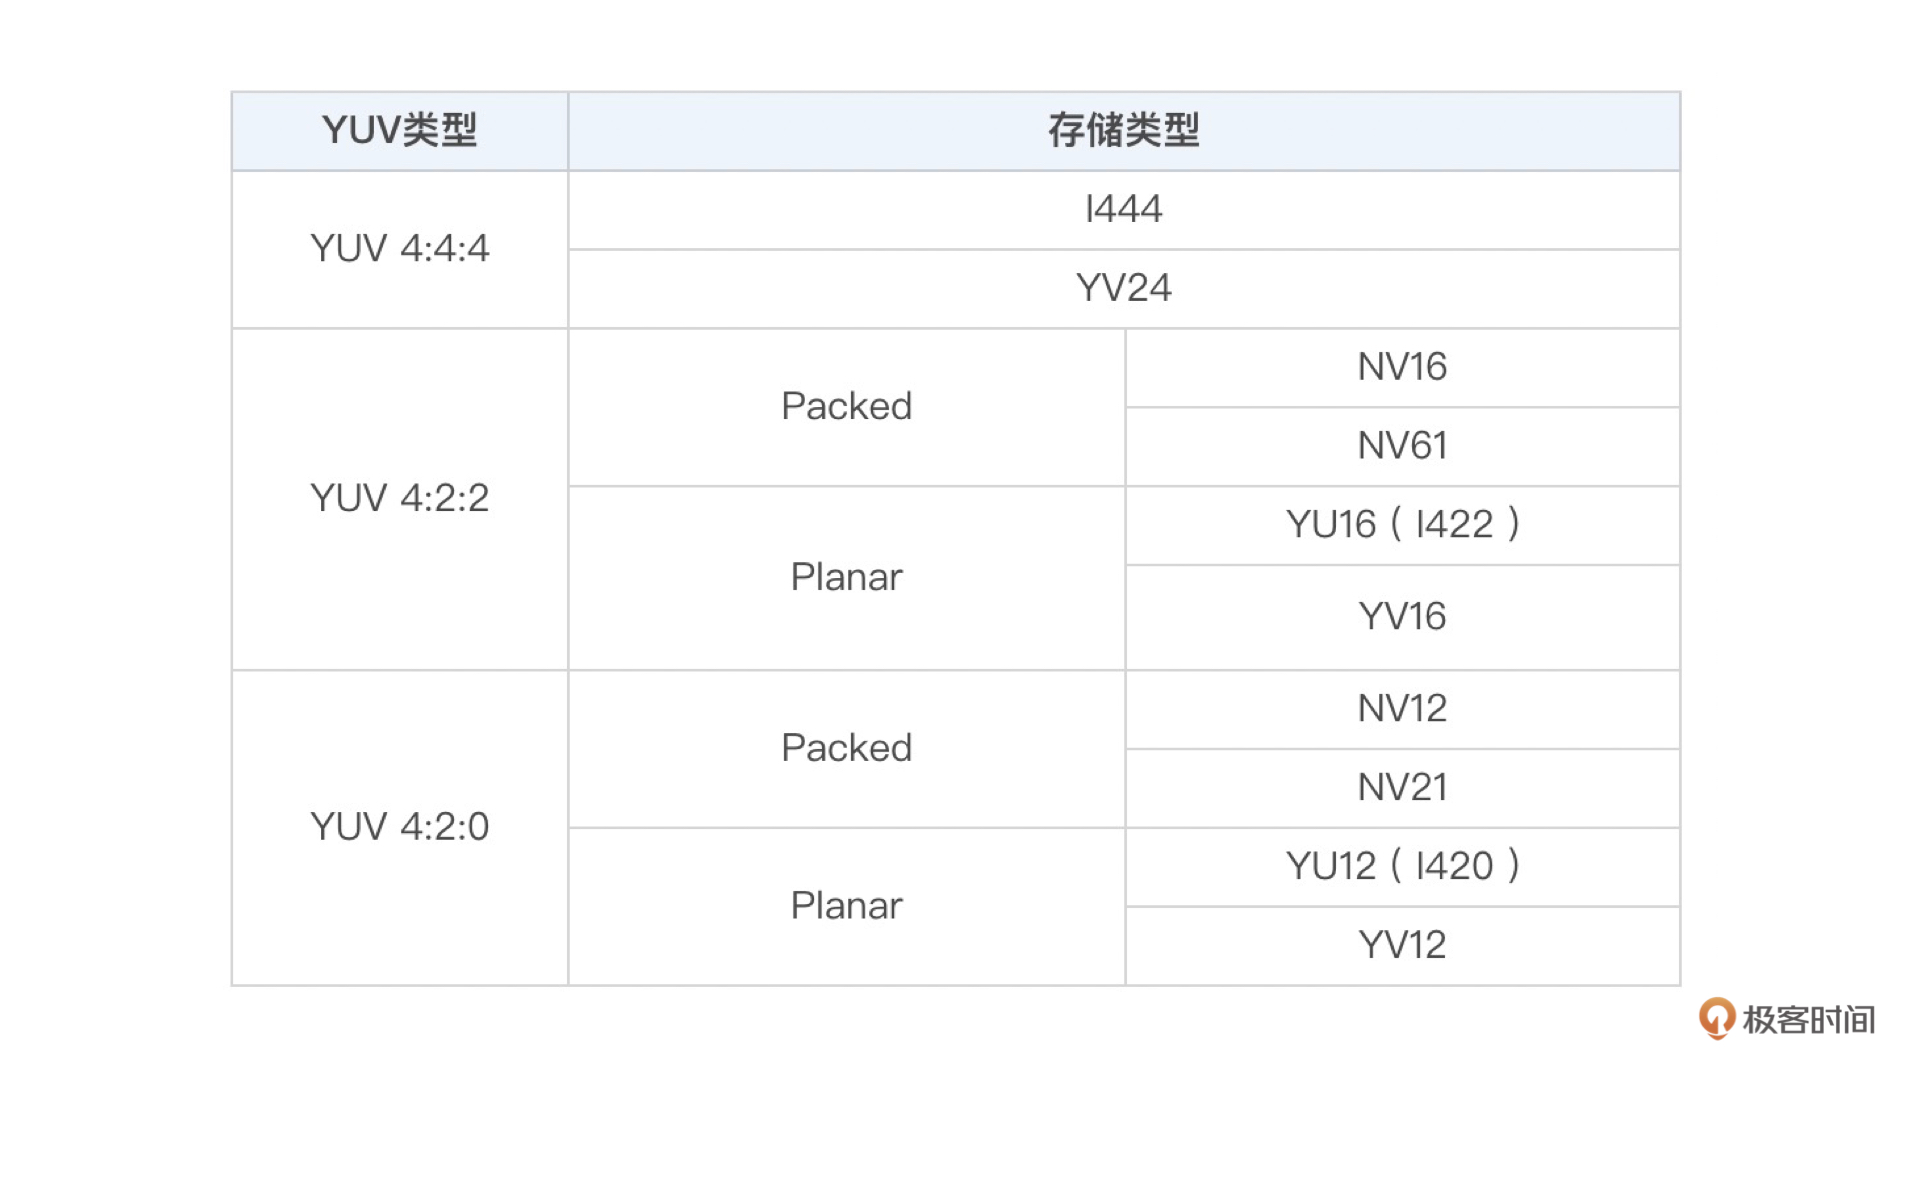 YUV类型
存储类型
YUV 4:4:4
I444
YV24
YUV 4:2:2
Packed
NV16
NV61
Planar
YU16（I422）
YV16
YUV 4:2:0
Packed
NV12
NV21
Planar
YU12（I420）
YV12
极客时间